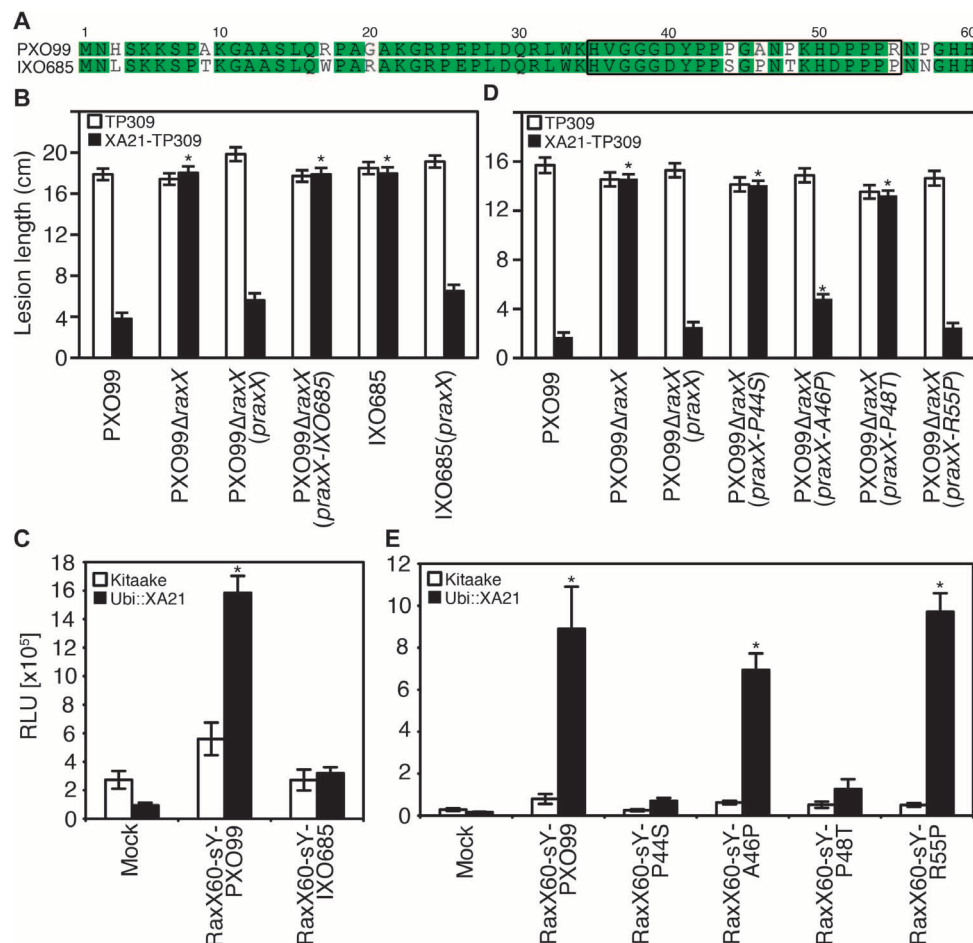 A
1 10 20 30 40 50 60
PXO99 MNHSKKSPAKGAASLQRPAGAKGRPEPLDQRLWKHVGGGDYPPPGANPKHDPPPRNPGHH
IXO685 MNLSKKSPTKGAASLQWPARAKGRPEPLDQRLWKHVGGGDYPPSGPNTKHDPPPPNNGHH
B
TP309
XA21-TP309
Lesion length (cm)
20
16
12
8
4
0
* * *
PXO99
PXO99ΔraxX
PXO99ΔraxX
(praxX)
PXO99ΔraxX
(praxX-IXO685)
IXO685
IXO685(praxX)
D
TP309
XA21-TP309
16
12
8
4
0
* * * *
PXO99
PXO99ΔraxX
PXO99ΔraxX
(praxX)
PXO99ΔraxX
(praxX-P44S)
PXO99ΔraxX
(praxX-A46P)
PXO99ΔraxX
(praxX-P48T)
PXO99ΔraxX
(praxX-R55P)
C
Kitaake
Ubi::XA21
RLU [x10⁵]
18
16
14
12
10
8
6
4
2
0
*
Mock
RaxX60-sY-
PXO99
RaxX60-sY-
IXO685
E
Kitaake
Ubi::XA21
12
10
8
6
4
2
0
* * *
Mock
RaxX60-sY-
PXO99
RaxX60-sY-
P44S
RaxX60-sY-
A46P
RaxX60-sY-
P48T
RaxX60-sY-
R55P